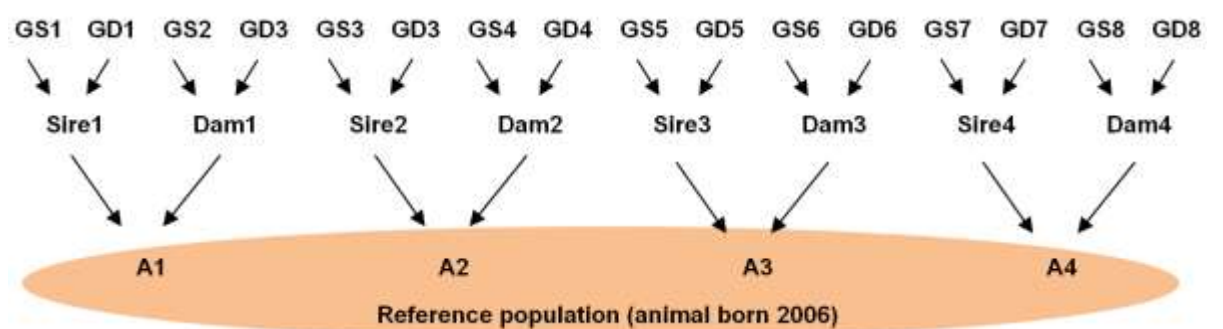 GS1 GD1 GS2 GD3 GS3 GD3 GS4 GD4 GS5 GD5 GS6 GD6 GS7 GD7 GS8 GD8
Sire1 Dam1 Sire2 Dam2 Sire3 Dam3 Sire4 Dam4
A1 A2 A3 A4
Reference population (animal born 2006)